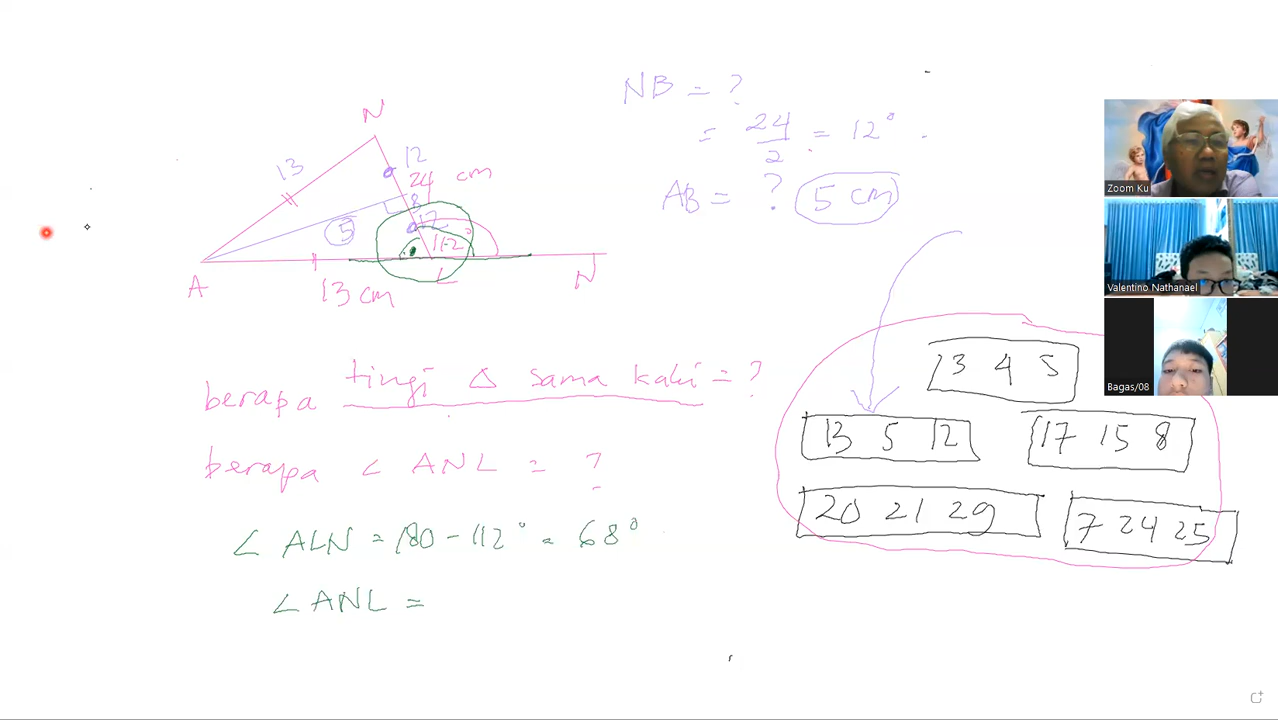 N
13
12
24 cm
B
5
12
112°
A
13 cm
L
N
NB = ?
= 24/2 = 12°
AB = ? 5 cm
berapa tingi Δ sama kaki = ?
berapa ∠ ANL = ?
∠ ALN = 180 - 112° = 68°
∠ ANL =
3 4 5
13 5 12
17 15 8
20 21 29
7 24 25
Zoom Ku
Valentino Nathanael
Bagas/08